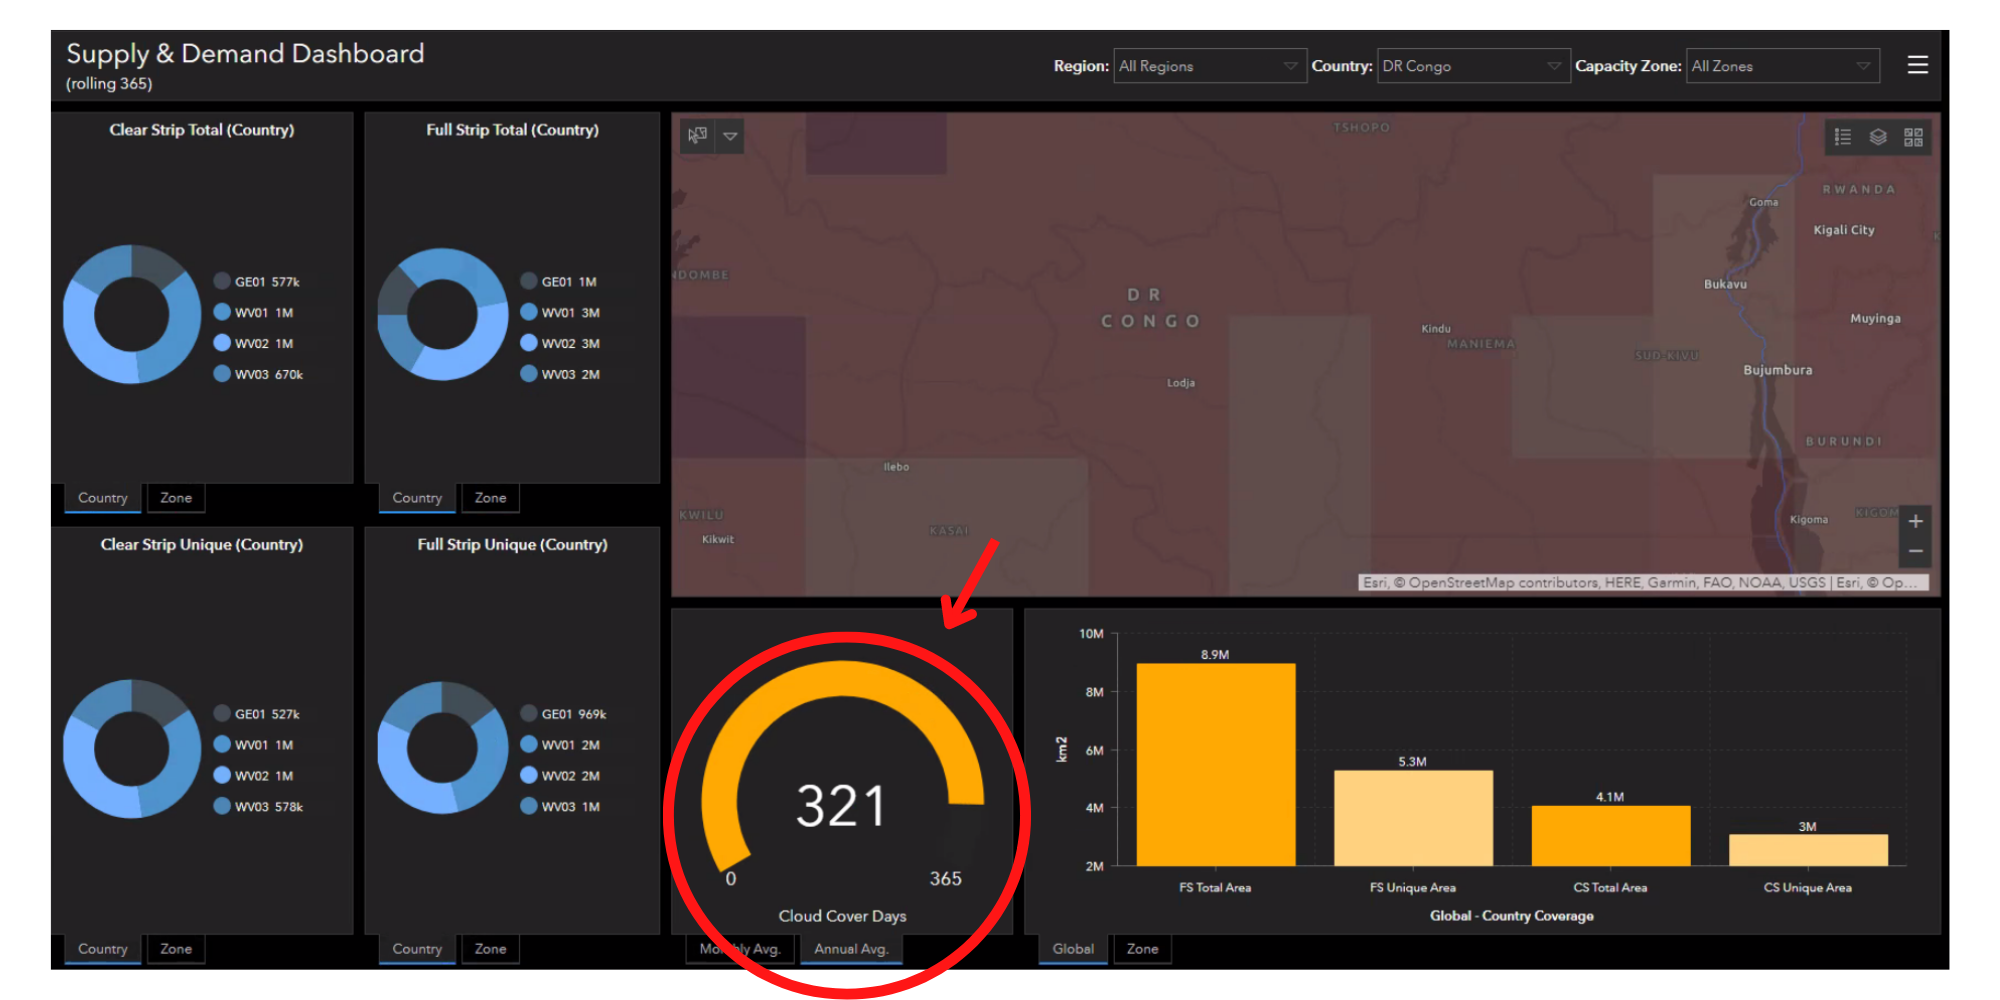 Supply & Demand Dashboard
(rolling 365)
Region: All Regions
Country: DR Congo
Capacity Zone: All Zones
Clear Strip Total (Country)
GE01 577k
WV01 1M
WV02 1M
WV03 670k
Country Zone
Full Strip Total (Country)
GE01 1M
WV01 3M
WV02 3M
WV03 2M
Country Zone
TSHOPO
RWANDA
Goma
Kigali City
NDOMBE
Bukavu
DR
CONGO
Muyinga
Kindu
MANIEMA
SUD-KIVU
Bujumbura
Lodja
BURUNDI
Ilebo
KWILU
KASAI
Kigoma
KIGOM
Kikwit
+
−
Esri, © OpenStreetMap contributors, HERE, Garmin, FAO, NOAA, USGS | Esri, © Op...
Clear Strip Unique (Country)
GE01 527k
WV01 1M
WV02 1M
WV03 578k
Country Zone
Full Strip Unique (Country)
GE01 969k
WV01 2M
WV02 2M
WV03 1M
Country Zone
321
0
365
Cloud Cover Days
Monthly Avg. Annual Avg.
10M
8M
6M
4M
2M
km2
8.9M
5.3M
4.1M
3M
FS Total Area
FS Unique Area
CS Total Area
CS Unique Area
Global - Country Coverage
Global Zone